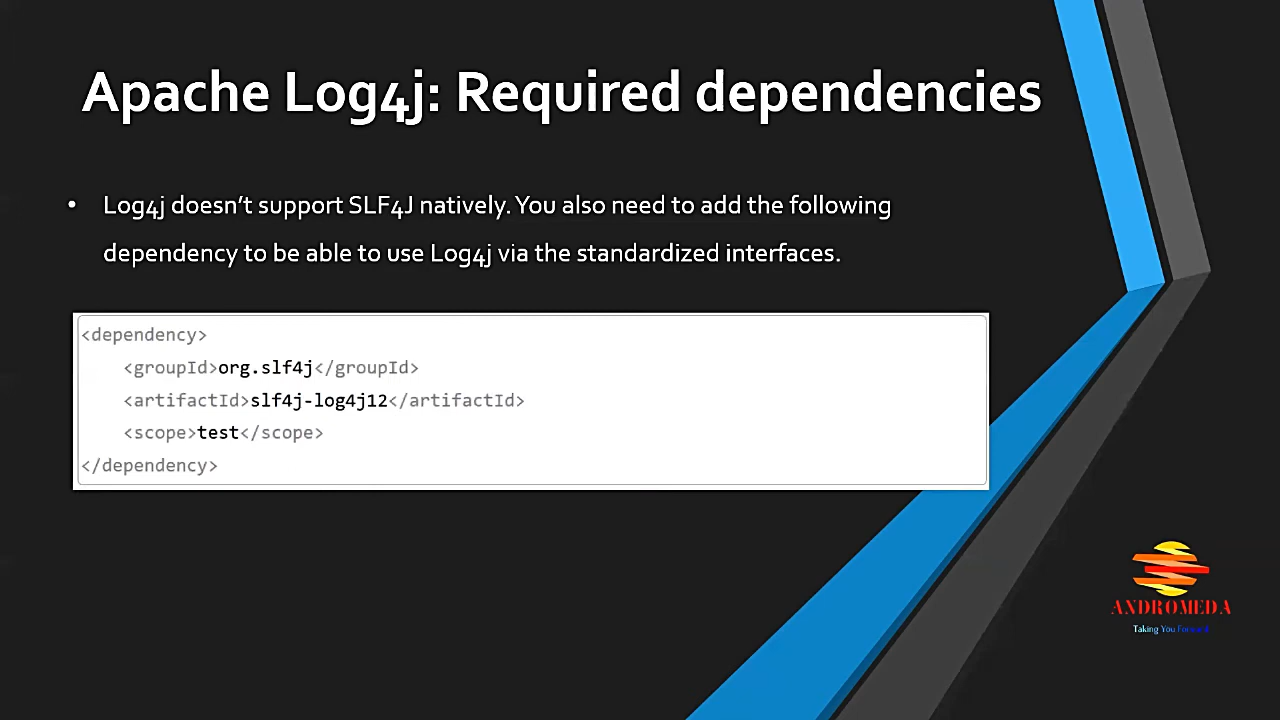 Apache Log4j: Required dependencies
• Log4j doesn’t support SLF4J natively. You also need to add the following
dependency to be able to use Log4j via the standardized interfaces.
<dependency>
    <groupId>org.slf4j</groupId>
    <artifactId>slf4j-log4j12</artifactId>
    <scope>test</scope>
</dependency>
ANDROMEDA
Taking You Forward